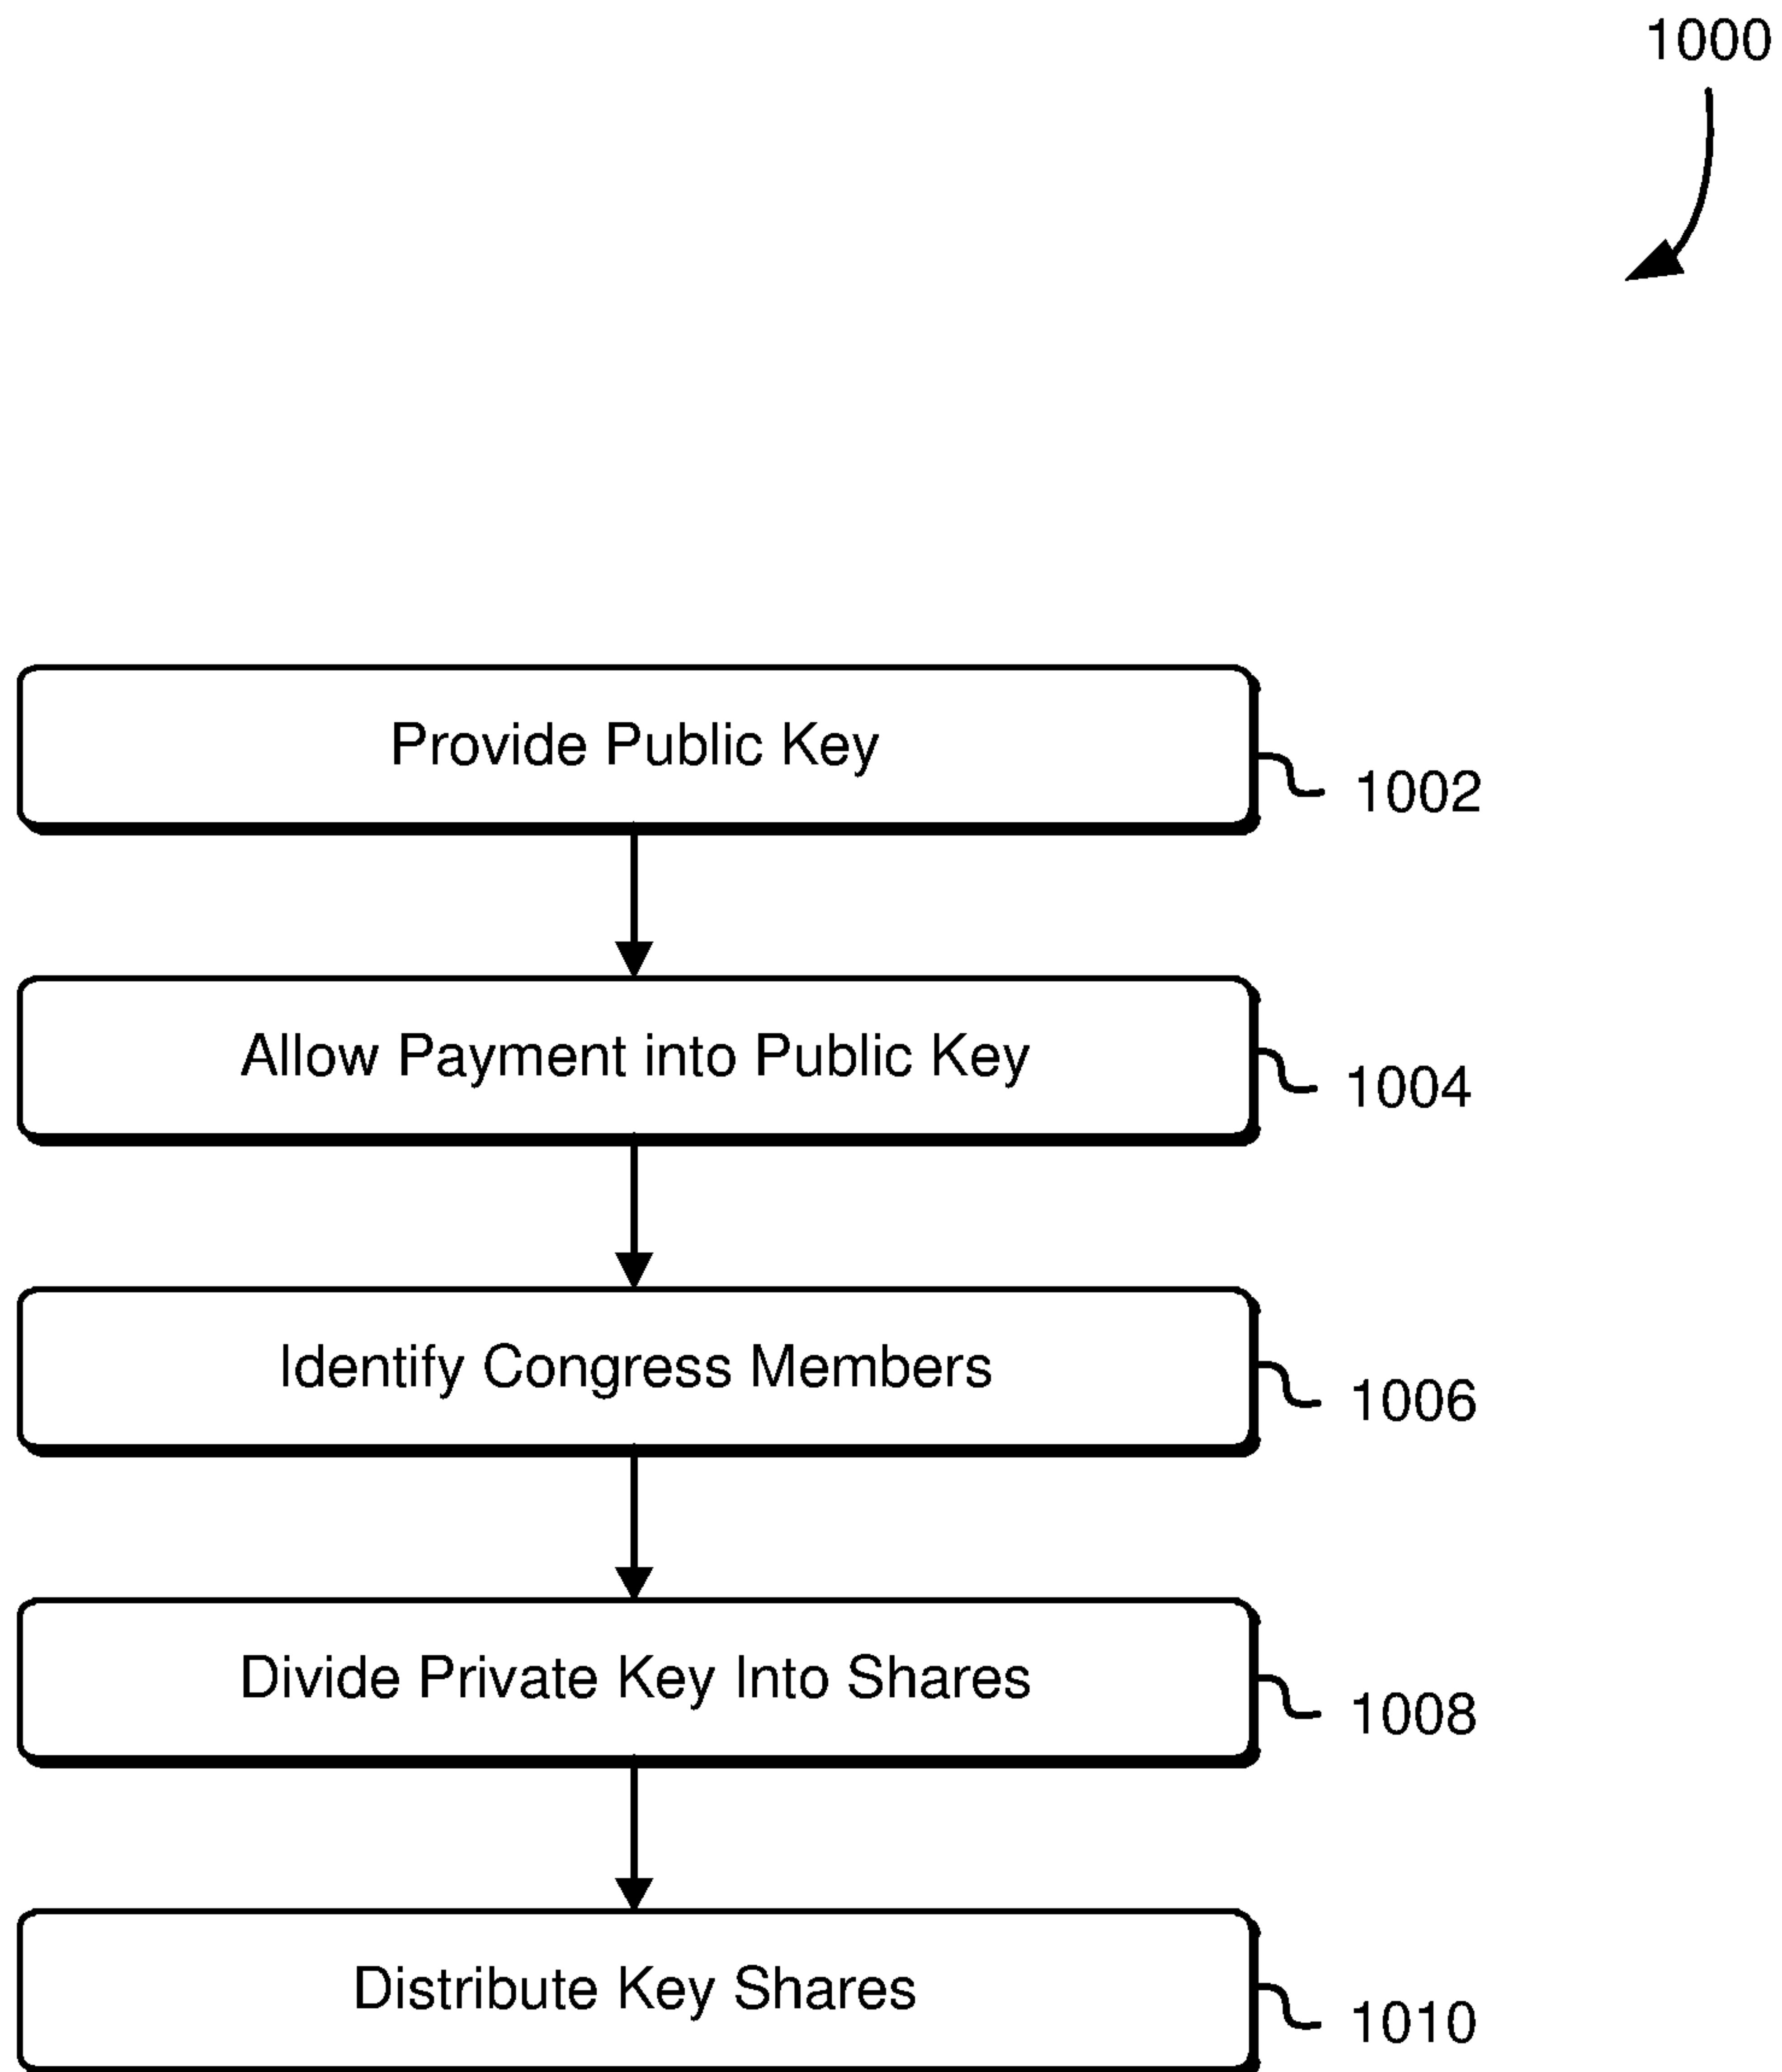 1000
Provide Public Key
1002
Allow Payment into Public Key
1004
Identify Congress Members
1006
Divide Private Key Into Shares
1008
Distribute Key Shares
1010